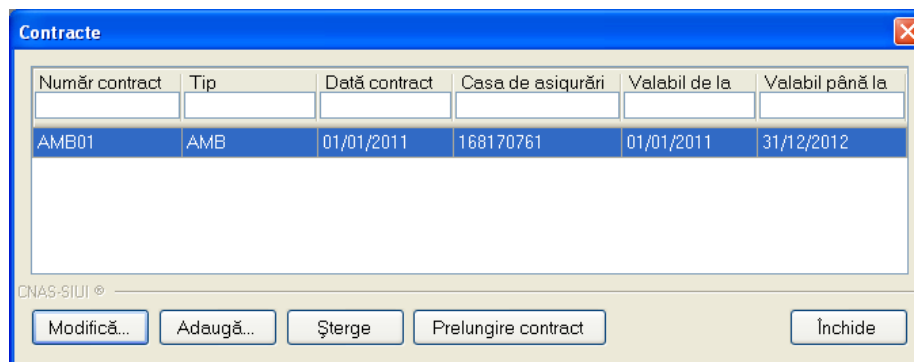 Contracte
Număr contract Tip Dată contract Casa de asigurări Valabil de la Valabil până la
AMB01 AMB 01/01/2011 168170761 01/01/2011 31/12/2012
CNAS-SIUI ®
Modifică... Adaugă... Şterge Prelungire contract Închide